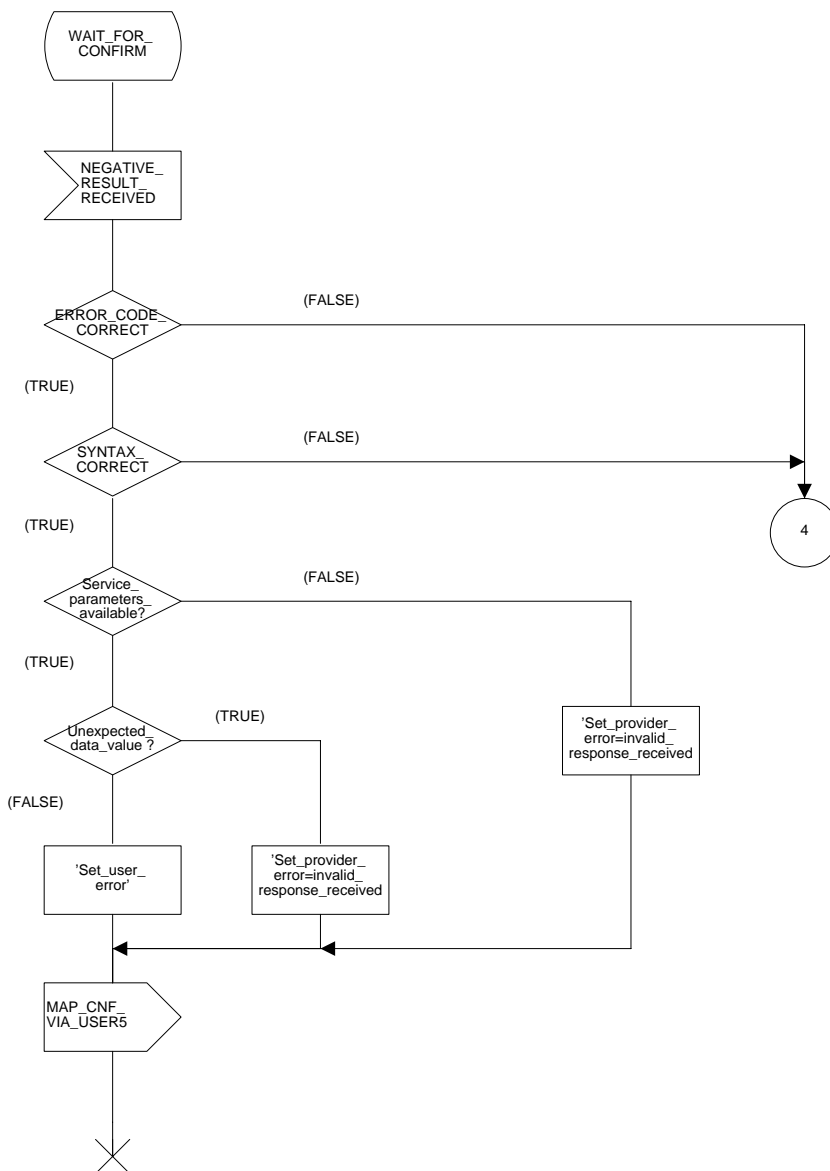 WAIT_FOR_
CONFIRM
NEGATIVE_
RESULT_
RECEIVED
(FALSE)
ERROR_CODE_
CORRECT
(TRUE)
(FALSE)
SYNTAX_
CORRECT
(TRUE)
4
(FALSE)
Service_
parameters_
available?
(TRUE)
(TRUE)
Unexpected_
data_value ?
'Set_provider_
error=invalid_
response_received
(FALSE)
'Set_user_
error'
'Set_provider_
error=invalid_
response_received
MAP_CNF_
VIA_USER5